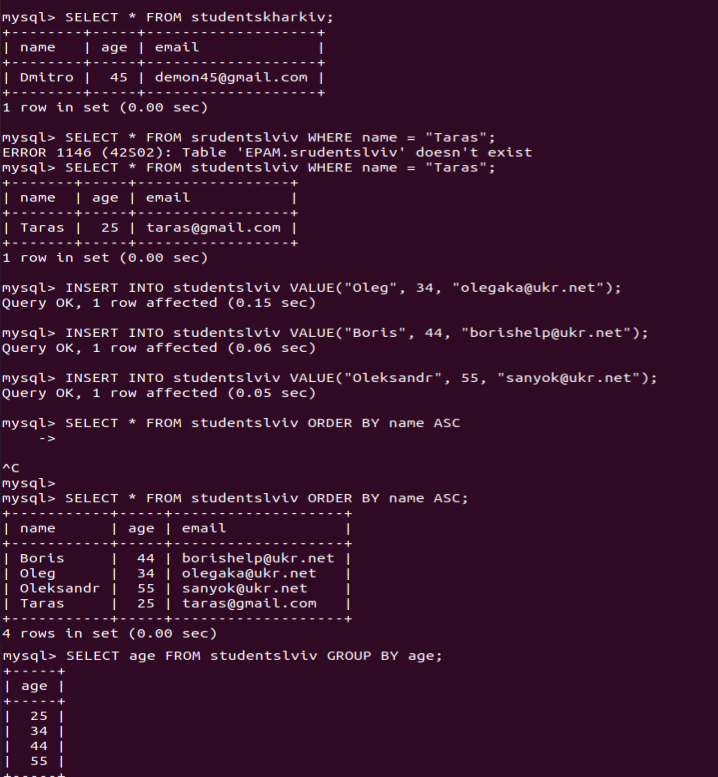 mysql> SELECT * FROM studentskharkiv;
+--------+-----+-------------------+
| name   | age | email             |
+--------+-----+-------------------+
| Dmitro |  45 | demon45@gmail.com |
+--------+-----+-------------------+
1 row in set (0.00 sec)
mysql> SELECT * FROM srudentslviv WHERE name = "Taras";
ERROR 1146 (42S02): Table 'EPAM.srudentslviv' doesn't exist
mysql> SELECT * FROM studentslviv WHERE name = "Taras";
+-------+-----+-----------------+
| name  | age | email           |
+-------+-----+-----------------+
| Taras |  25 | taras@gmail.com |
+-------+-----+-----------------+
1 row in set (0.00 sec)
mysql> INSERT INTO studentslviv VALUE("Oleg", 34, "olegaka@ukr.net");
Query OK, 1 row affected (0.15 sec)
mysql> INSERT INTO studentslviv VALUE("Boris", 44, "borishelp@ukr.net");
Query OK, 1 row affected (0.06 sec)
mysql> INSERT INTO studentslviv VALUE("Oleksandr", 55, "sanyok@ukr.net");
Query OK, 1 row affected (0.05 sec)
mysql> SELECT * FROM studentslviv ORDER BY name ASC
    ->
^C
mysql>
mysql> SELECT * FROM studentslviv ORDER BY name ASC;
+-----------+-----+-------------------+
| name      | age | email             |
+-----------+-----+-------------------+
| Boris     |  44 | borishelp@ukr.net |
| Oleg      |  34 | olegaka@ukr.net   |
| Oleksandr |  55 | sanyok@ukr.net    |
| Taras     |  25 | taras@gmail.com   |
+-----------+-----+-------------------+
4 rows in set (0.00 sec)
mysql> SELECT age FROM studentslviv GROUP BY age;
+-----+
| age |
+-----+
|  25 |
|  34 |
|  44 |
|  55 |
+-----+